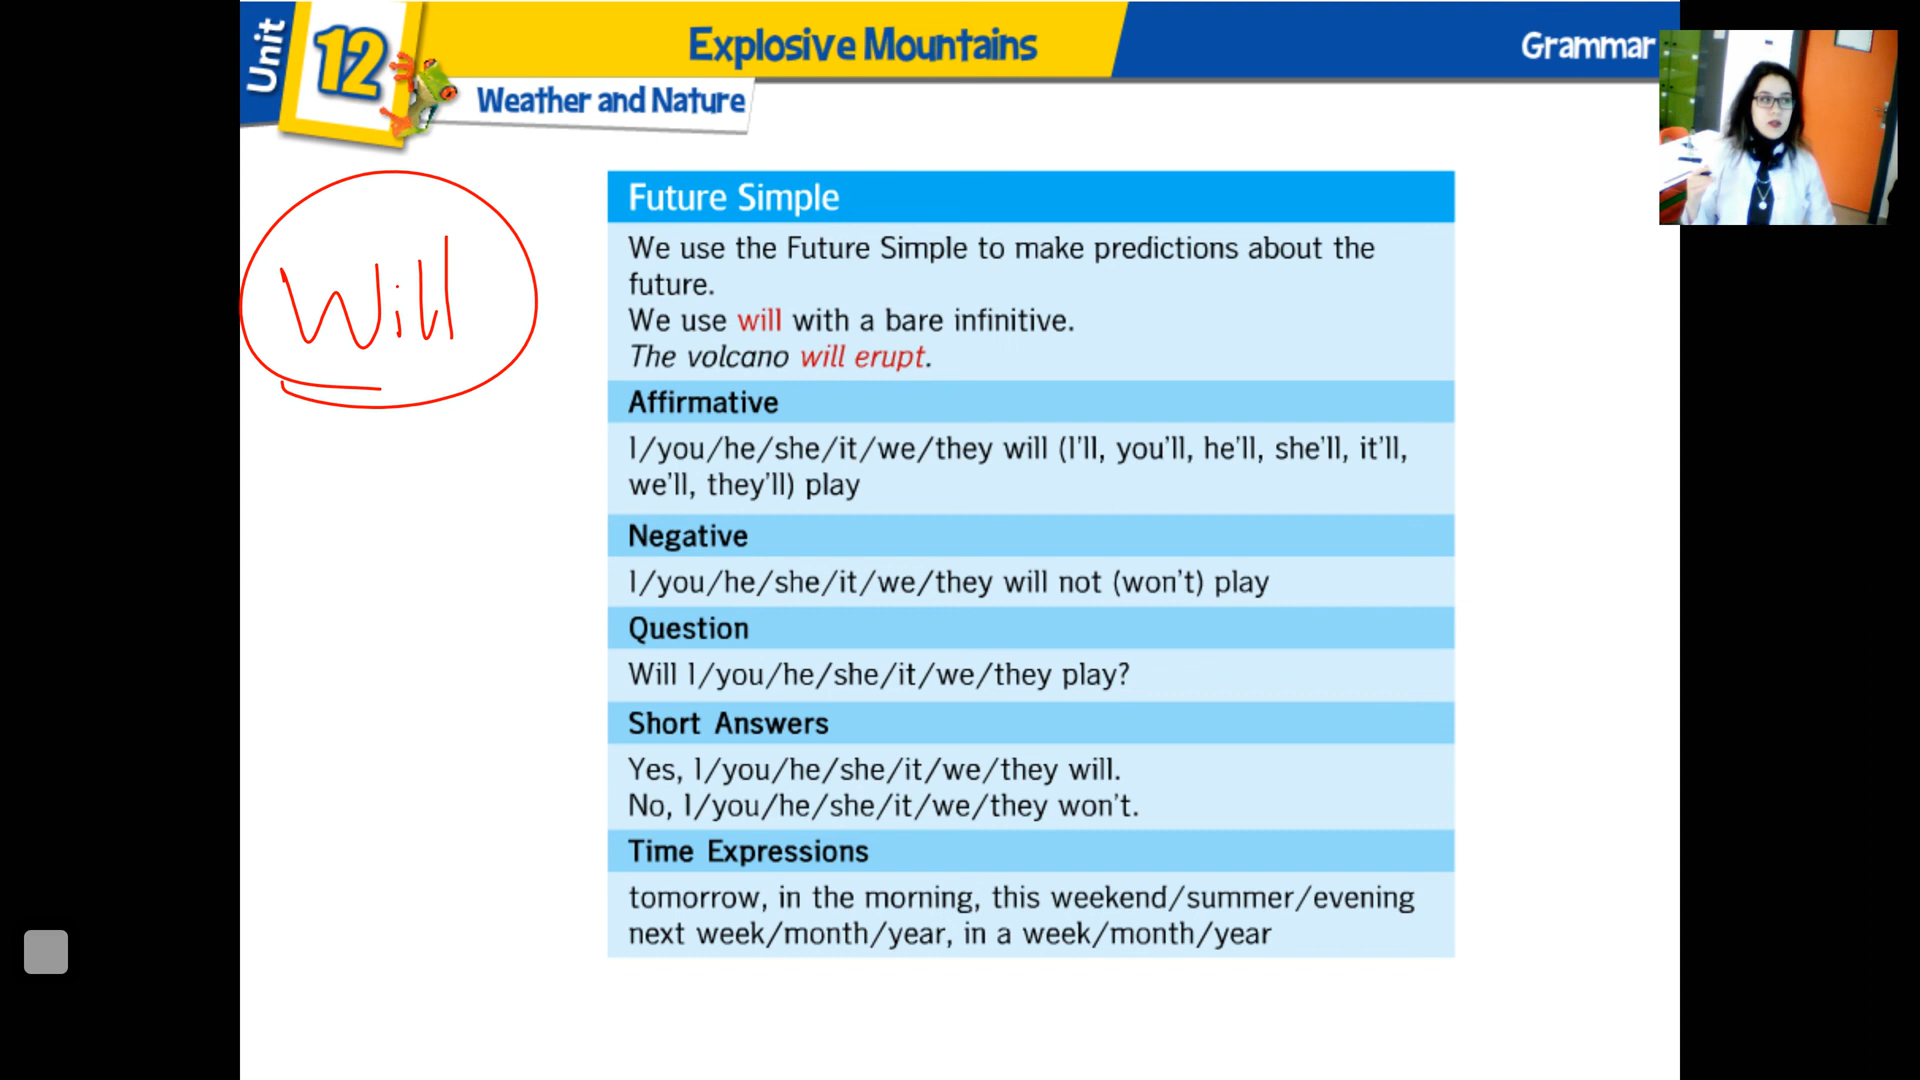 Unit
12
Explosive Mountains
Grammar
Weather and Nature
Will
Future Simple
We use the Future Simple to make predictions about the
future.
We use will with a bare infinitive.
The volcano will erupt.
Affirmative
I/you/he/she/it/we/they will (I'll, you'll, he'll, she'll, it'll,
we'll, they'll) play
Negative
I/you/he/she/it/we/they will not (won't) play
Question
Will I/you/he/she/it/we/they play?
Short Answers
Yes, I/you/he/she/it/we/they will.
No, I/you/he/she/it/we/they won't.
Time Expressions
tomorrow, in the morning, this weekend/summer/evening
next week/month/year, in a week/month/year